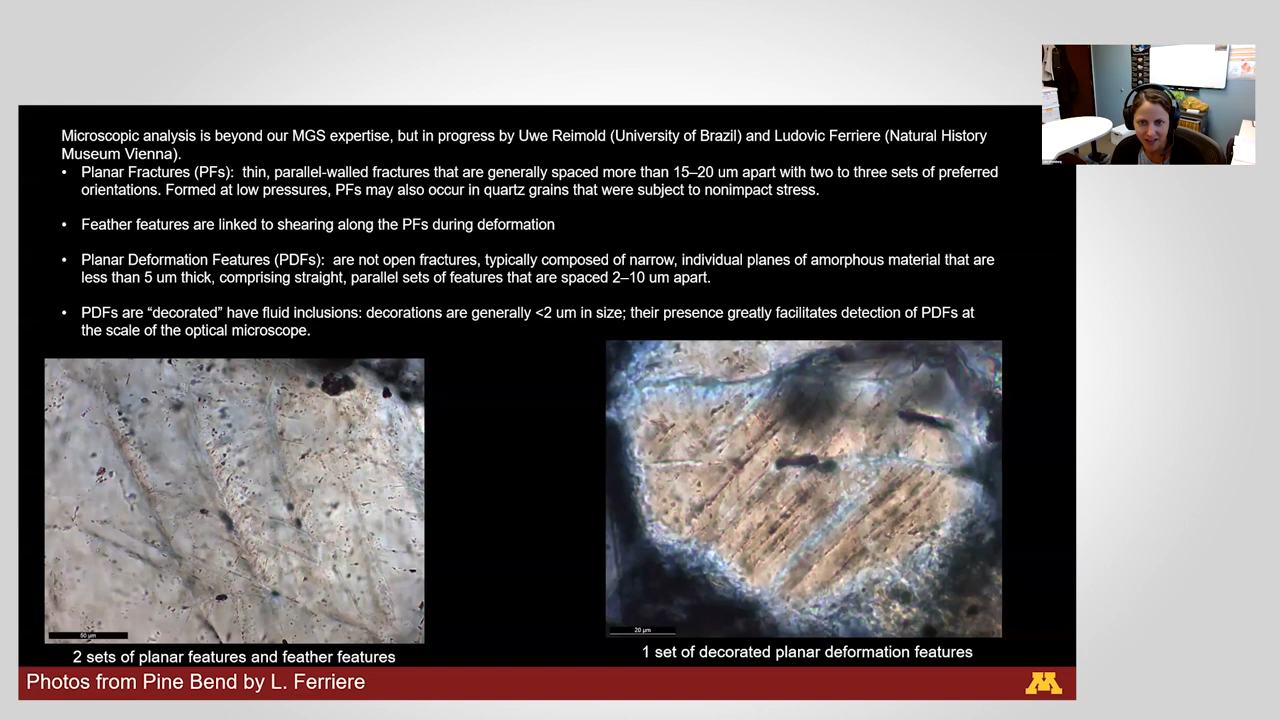 Microscopic analysis is beyond our MGS expertise, but in progress by Uwe Reimold (University of Brazil) and Ludovic Ferriere (Natural History
Museum Vienna).
• Planar Fractures (PFs): thin, parallel-walled fractures that are generally spaced more than 15–20 um apart with two to three sets of preferred
orientations. Formed at low pressures, PFs may also occur in quartz grains that were subject to nonimpact stress.
• Feather features are linked to shearing along the PFs during deformation
• Planar Deformation Features (PDFs): are not open fractures, typically composed of narrow, individual planes of amorphous material that are
less than 5 um thick, comprising straight, parallel sets of features that are spaced 2–10 um apart.
• PDFs are “decorated” have fluid inclusions: decorations are generally <2 um in size; their presence greatly facilitates detection of PDFs at
the scale of the optical microscope.
50 µm
20 µm
2 sets of planar features and feather features
1 set of decorated planar deformation features
Photos from Pine Bend by L. Ferriere
M